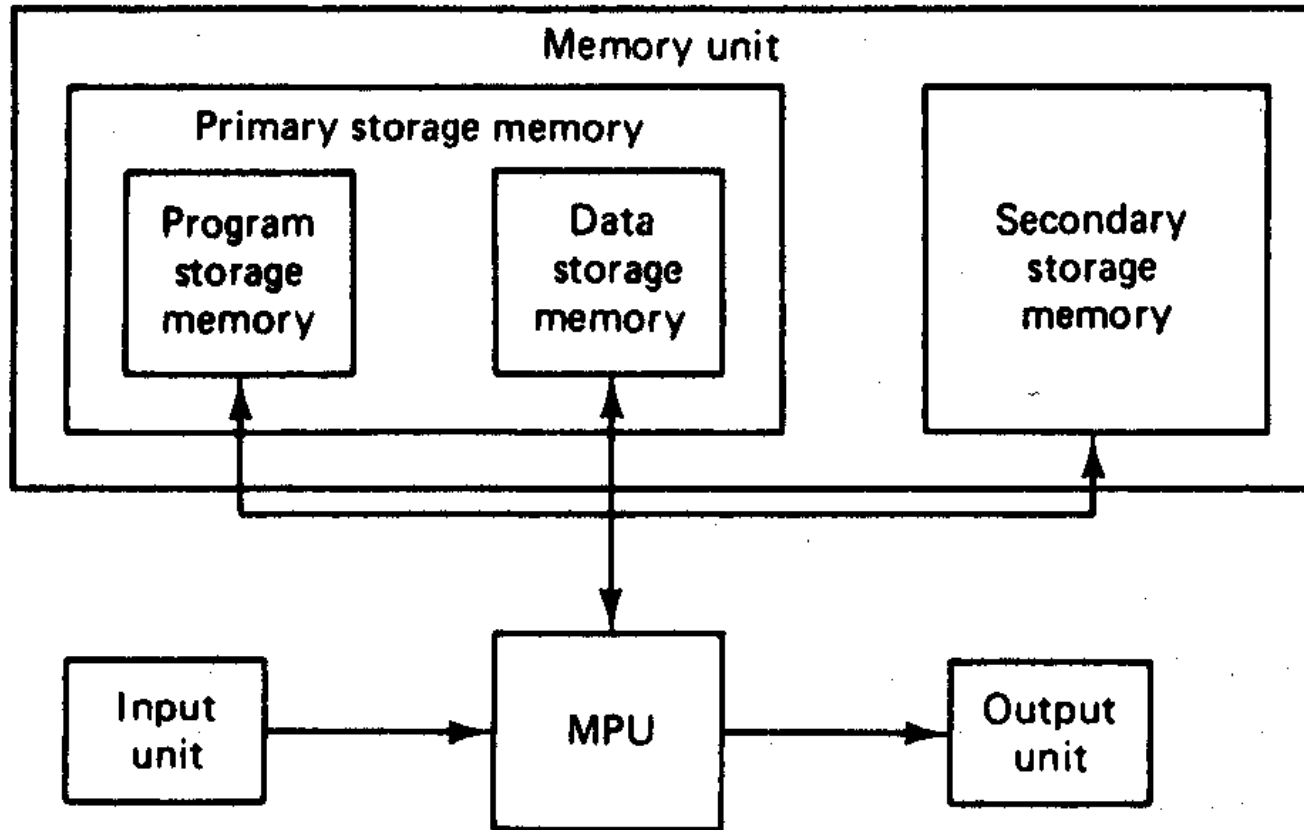 Memory unit
Primary storage memory
Program
storage
memory
Data
storage
memory
Secondary
storage
memory
Input
unit
MPU
Output
unit